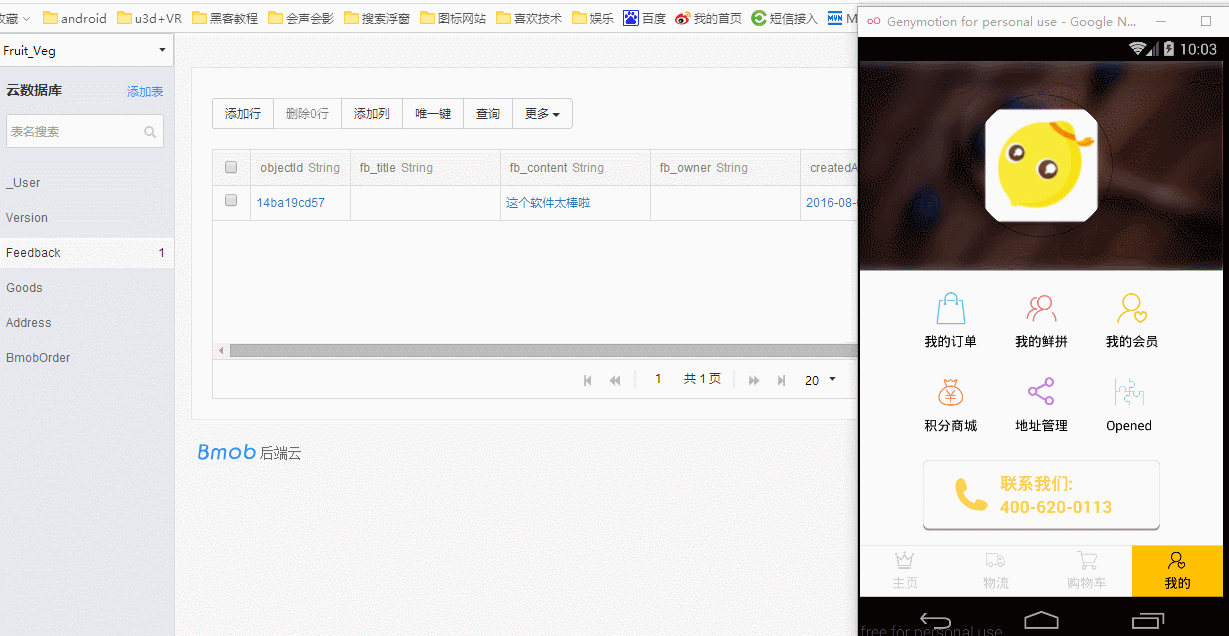 收藏 android u3d+VR 黑客教程 会声会影 搜索浮窗 图标网站 喜欢技术 娱乐 百度 我的首页 短信接入 MVN M
Genymotion for personal use - Google N...
10:03
Fruit_Veg
云数据库 添加表
表名搜索
_User
Version
Feedback 1
Goods
Address
BmobOrder
添加行 删除0行 添加列 唯一键 查询 更多
objectId String fb_title String fb_content String fb_owner String createdA
14ba19cd57 这个软件太棒啦 2016-08-
1 共 1 页 20
Bmob 后端云
我的订单 我的鲜拼 我的会员
积分商城 地址管理 Opened
联系我们:
400-620-0113
主页 物流 购物车 我的
free for personal use